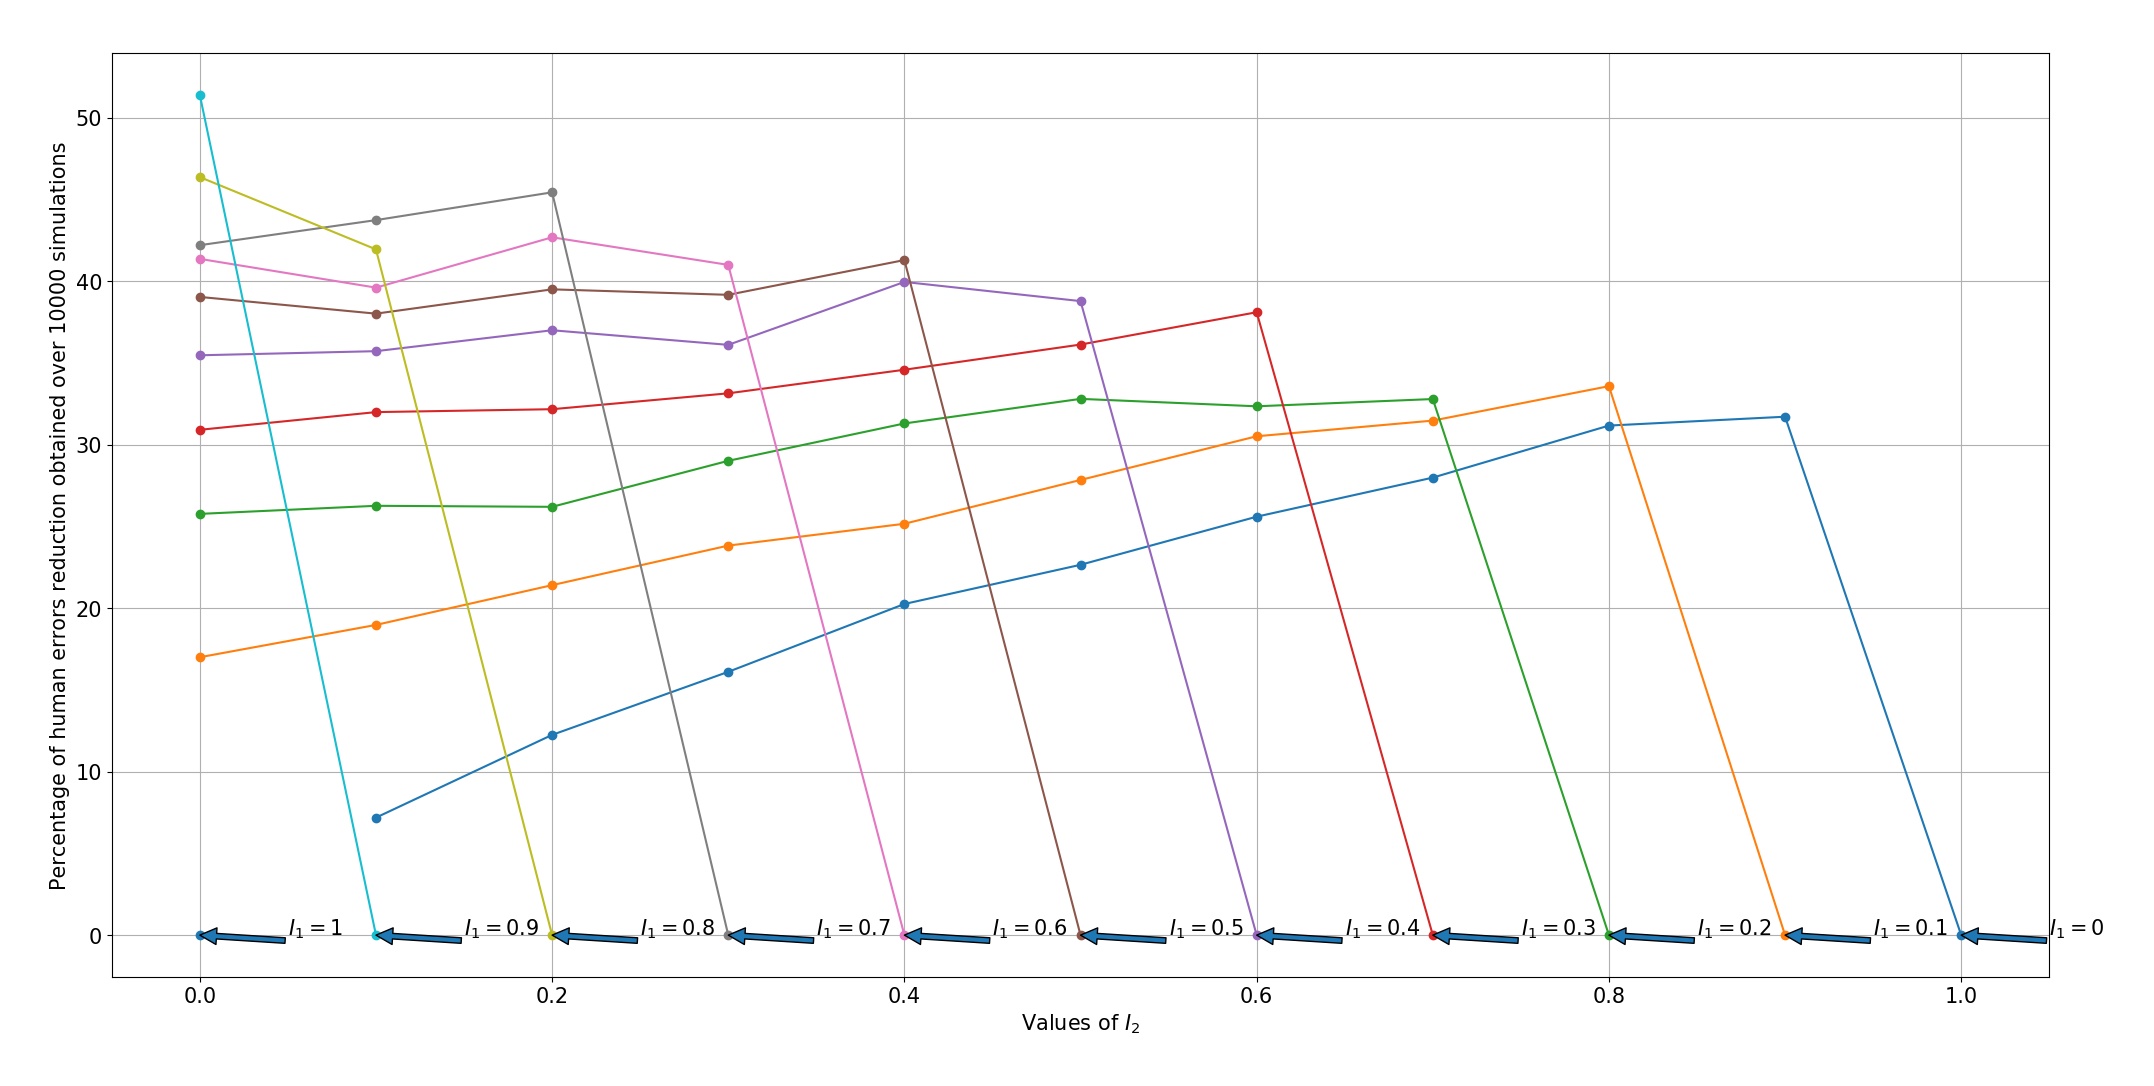 Percentage of human errors reduction obtained over 10000 simulations
50
40
30
20
10
0
I₁ = 1
I₁ = 0.9
I₁ = 0.8
I₁ = 0.7
I₁ = 0.6
I₁ = 0.5
I₁ = 0.4
I₁ = 0.3
I₁ = 0.2
I₁ = 0.1
I₁ = 0
0.0
0.2
0.4
0.6
0.8
1.0
Values of I₂